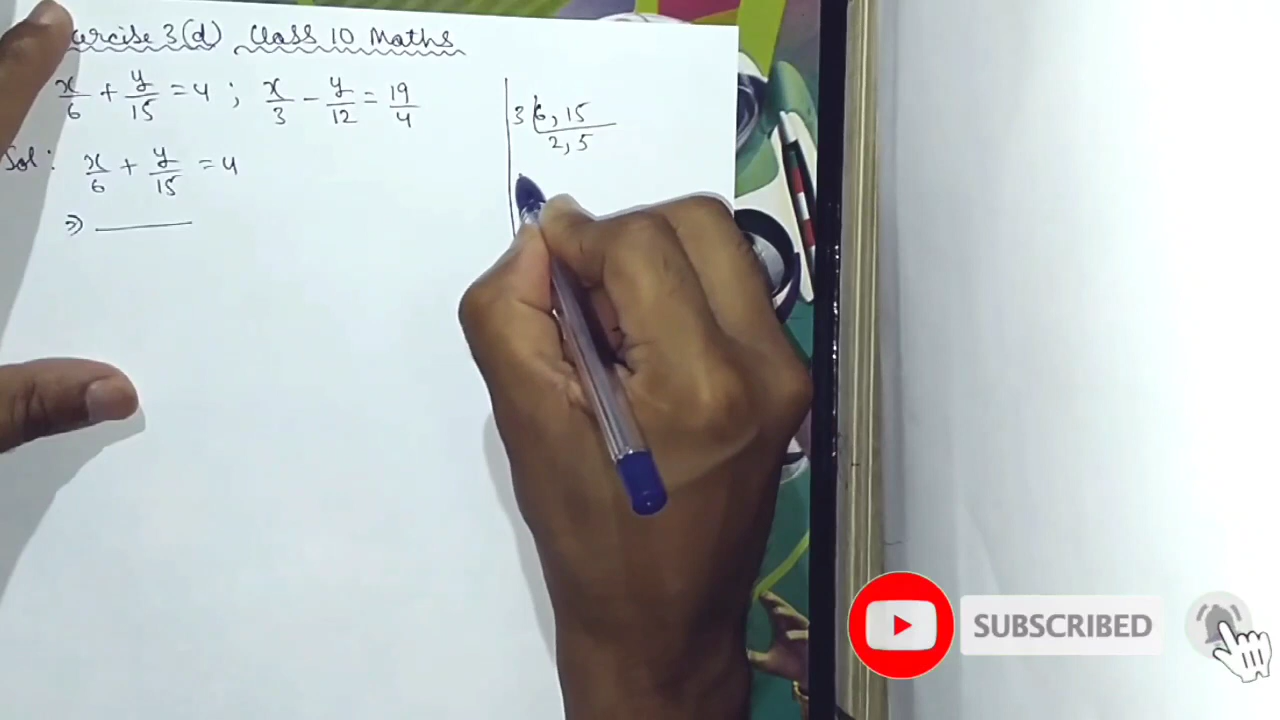 ercise 3(d) Class 10 Maths
x/6 + y/15 = 4 ; x/3 - y/12 = 19/4
3 | 6, 15
2, 5
Sol: x/6 + y/15 = 4
⇒
SUBSCRIBED